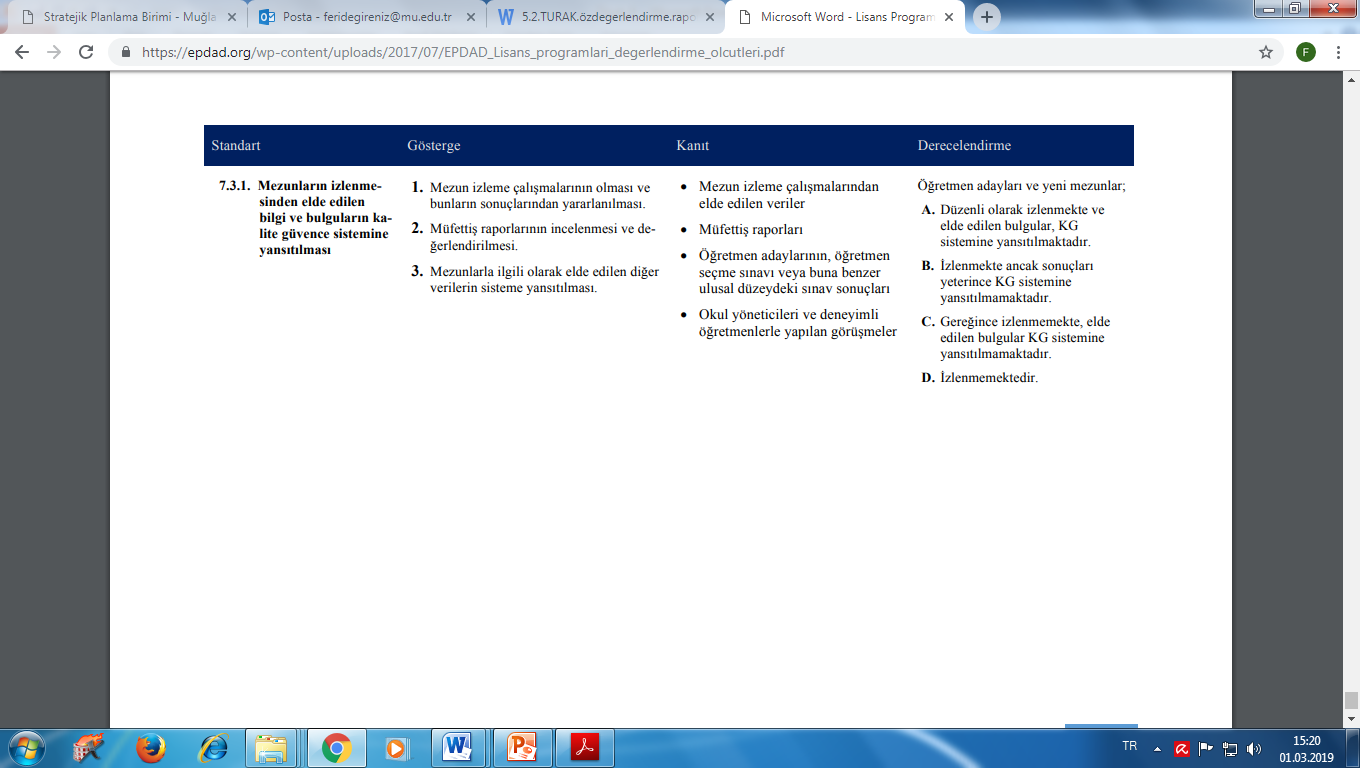 Stratejik Planlama Birimi - Muğla
Posta - feridegireniz@mu.edu.tr
5.2.TURAK.özdegerlendirme.rapo
Microsoft Word - Lisans Program
https://epdad.org/wp-content/uploads/2017/07/EPDAD_Lisans_programlari_degerlendirme_olcutleri.pdf
F
Standart
Gösterge
Kanıt
Derecelendirme
7.3.1. Mezunların izlenme-
sinden elde edilen
bilgi ve bulguların ka-
lite güvence sistemine
yansıtılması
1. Mezun izleme çalışmalarının olması ve
bunların sonuçlarından yararlanılması.
2. Müfettiş raporlarının incelenmesi ve de-
ğerlendirilmesi.
3. Mezunlarla ilgili olarak elde edilen diğer
verilerin sisteme yansıtılması.
• Mezun izleme çalışmalarından
elde edilen veriler
• Müfettiş raporları
• Öğretmen adaylarının, öğretmen
seçme sınavı veya buna benzer
ulusal düzeydeki sınav sonuçları
• Okul yöneticileri ve deneyimli
öğretmenlerle yapılan görüşmeler
Öğretmen adayları ve yeni mezunlar;
A. Düzenli olarak izlenmekte ve
elde edilen bulgular, KG
sistemine yansıtılmaktadır.
B. İzlenmekte ancak sonuçları
yeterince KG sistemine
yansıtılmamaktadır.
C. Gereğince izlenmemekte, elde
edilen bulgular KG sistemine
yansıtılmamaktadır.
D. İzlenmemektedir.
TR
15:20
01.03.2019